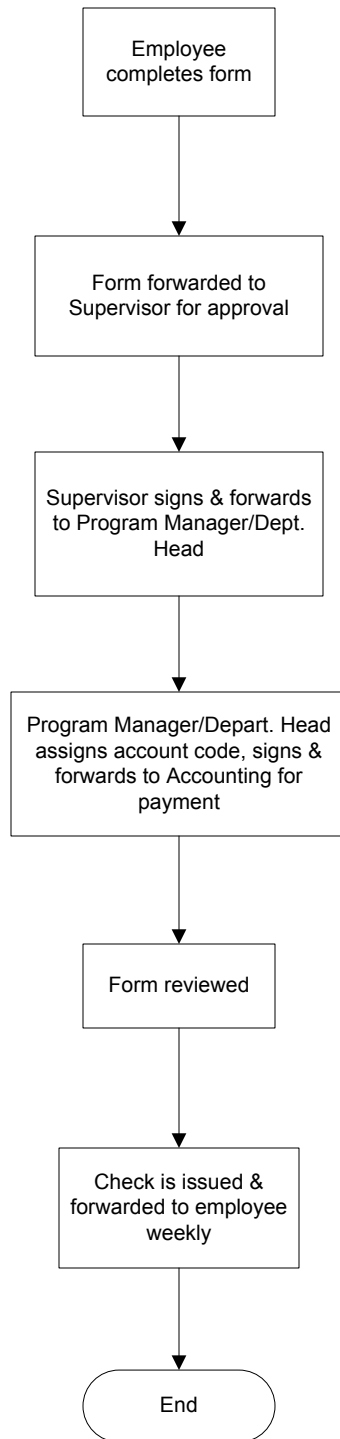 Employee
completes form
Form forwarded to
Supervisor for approval
Supervisor signs & forwards
to Program Manager/Dept.
Head
Program Manager/Depart. Head
assigns account code, signs &
forwards to Accounting for
payment
Form reviewed
Check is issued &
forwarded to employee
weekly
End